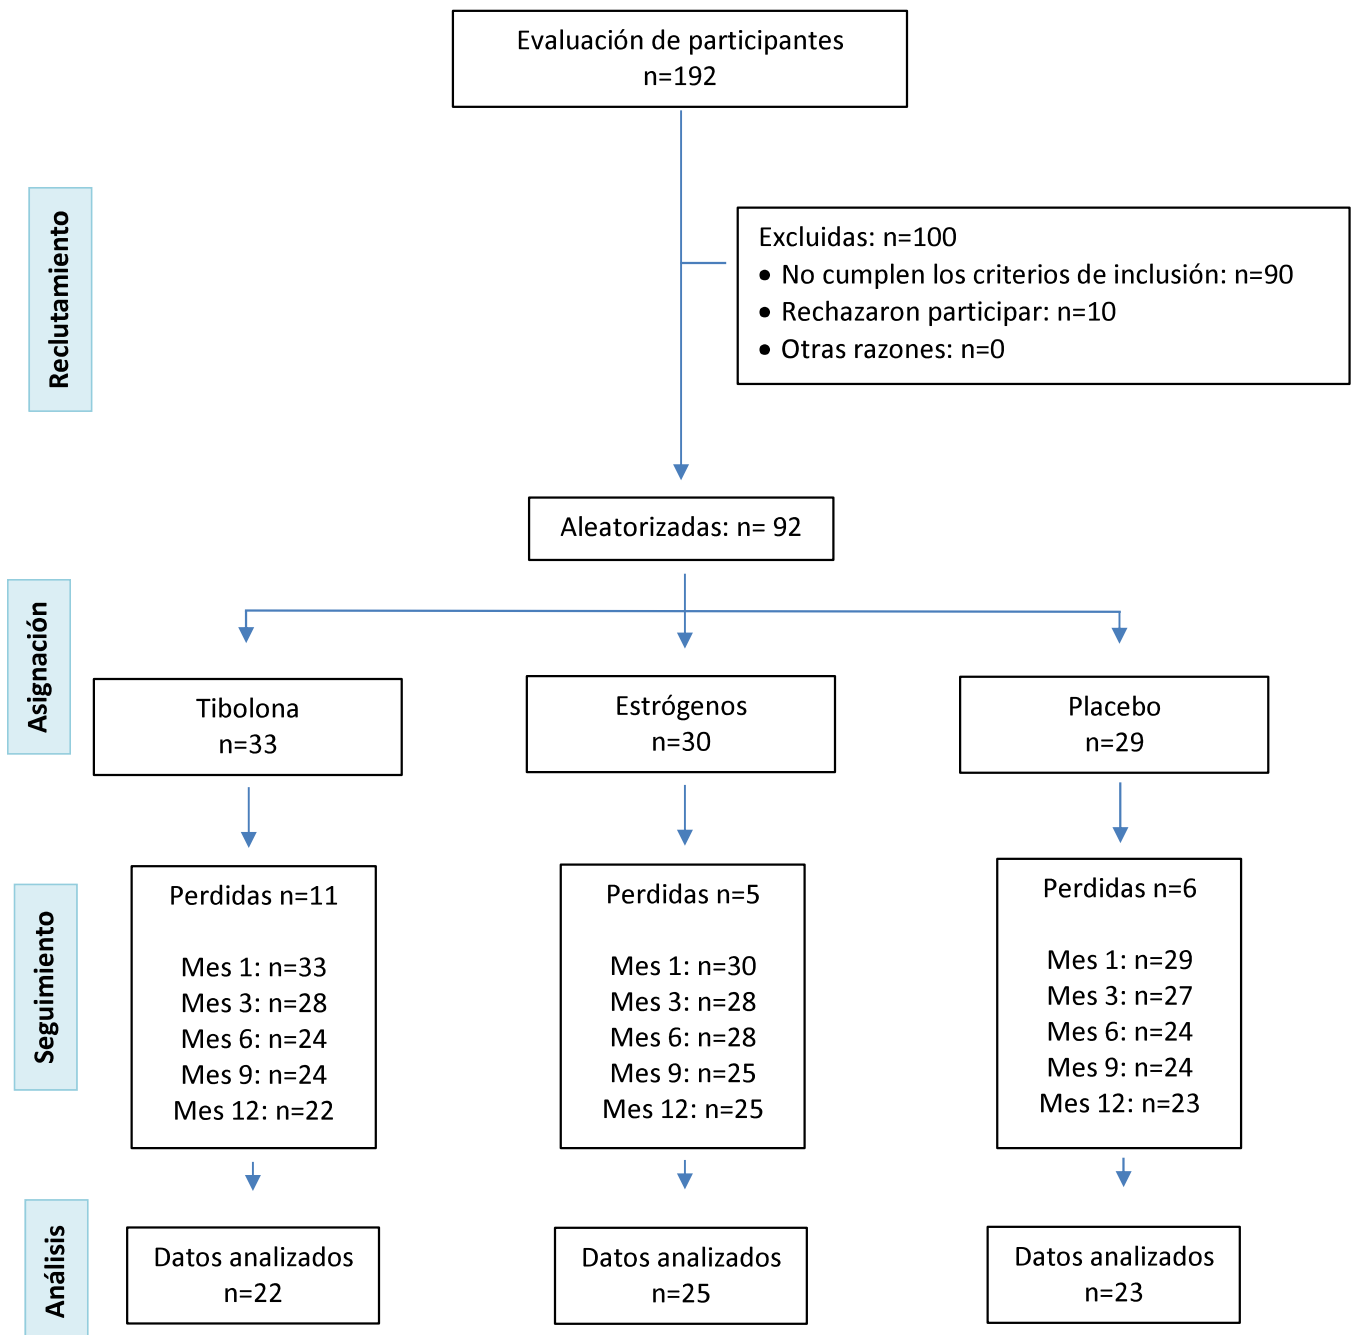 Evaluación de participantes
n=192
Reclutamiento
Excluidas: n=100
• No cumplen los criterios de inclusión: n=90
• Rechazaron participar: n=10
• Otras razones: n=0
Aleatorizadas: n= 92
Asignación
Tibolona
n=33
Estrógenos
n=30
Placebo
n=29
Seguimiento
Perdidas n=11
Mes 1: n=33
Mes 3: n=28
Mes 6: n=24
Mes 9: n=24
Mes 12: n=22
Perdidas n=5
Mes 1: n=30
Mes 3: n=28
Mes 6: n=28
Mes 9: n=25
Mes 12: n=25
Perdidas n=6
Mes 1: n=29
Mes 3: n=27
Mes 6: n=24
Mes 9: n=24
Mes 12: n=23
Análisis
Datos analizados
n=22
Datos analizados
n=25
Datos analizados
n=23